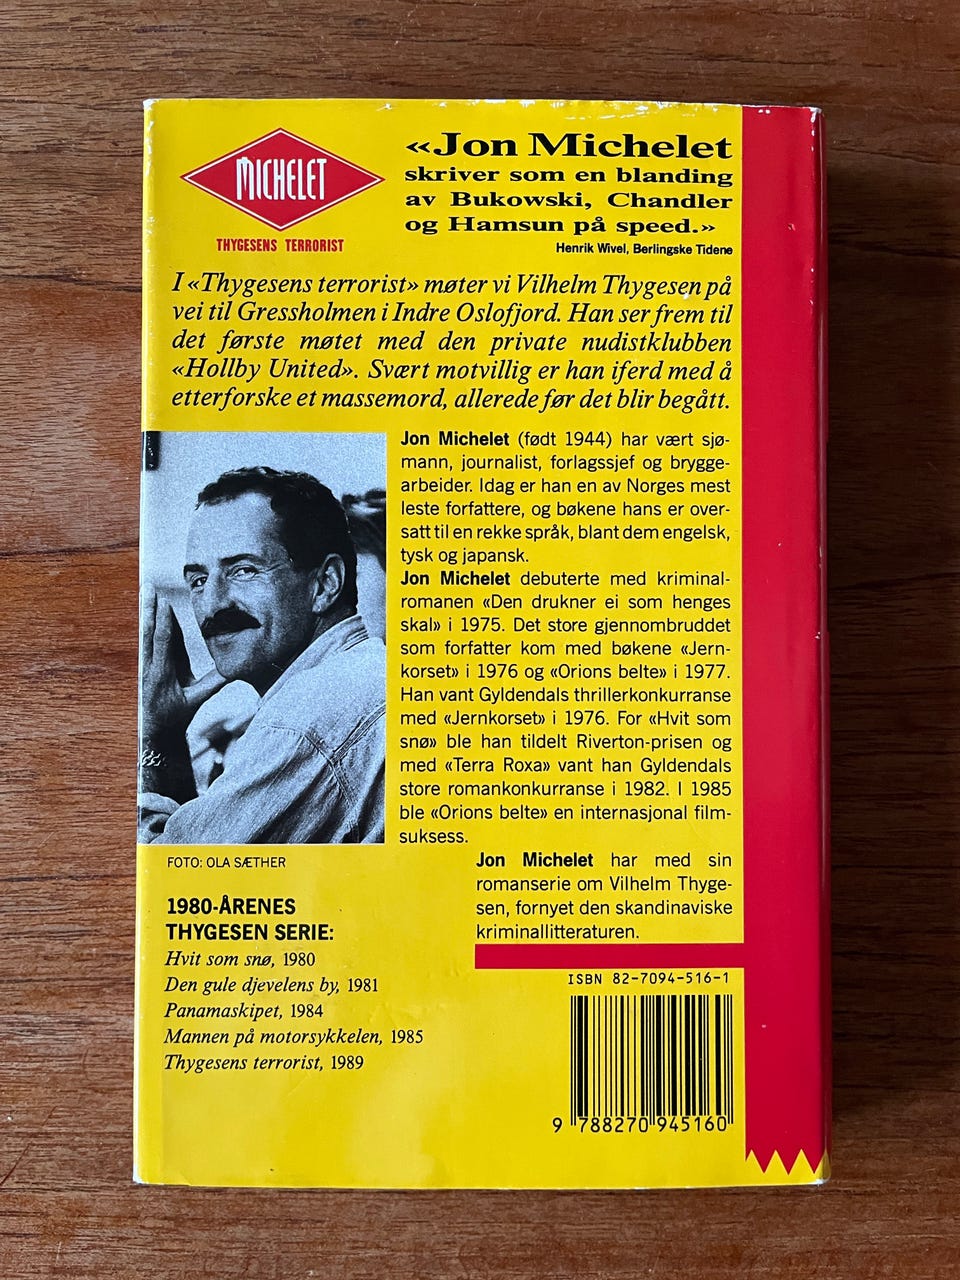 MICHELET
THYGESENS TERRORIST
«Jon Michelet
skriver som en blanding
av Bukowski, Chandler
og Hamsun på speed.»
Henrik Wivel, Berlingske Tidene
I «Thygesens terrorist» møter vi Vilhelm Thygesen på
vei til Gressholmen i Indre Oslofjord. Han ser frem til
det første møtet med den private nudistklubben
«Hollby United». Svært motvillig er han iferd med å
etterforske et massemord, allerede før det blir begått.
Jon Michelet (født 1944) har vært sjø-
mann, journalist, forlagssjef og brygge-
arbeider. Idag er han en av Norges mest
leste forfattere, og bøkene hans er over-
satt til en rekke språk, blant dem engelsk,
tysk og japansk.
Jon Michelet debuterte med kriminal-
romanen «Den drukner ei som henges
skal» i 1975. Det store gjennombruddet
som forfatter kom med bøkene «Jern-
korset» i 1976 og «Orions belte» i 1977.
Han vant Gyldendals thrillerkonkurranse
med «Jernkorset» i 1976. For «Hvit som
snø» ble han tildelt Riverton-prisen og
med «Terra Roxa» vant han Gyldendals
store romankonkurranse i 1982. I 1985
ble «Orions belte» en internasjonal film-
suksess.
Jon Michelet har med sin
romanserie om Vilhelm Thyge-
sen, fornyet den skandinaviske
kriminallitteraturen.
FOTO: OLA SÆTHER
1980-ÅRENES
THYGESEN SERIE:
Hvit som snø, 1980
Den gule djevelens by, 1981
Panamaskipet, 1984
Mannen på motorsykkelen, 1985
Thygesens terrorist, 1989
ISBN 82-7094-516-1
9 788270 945160